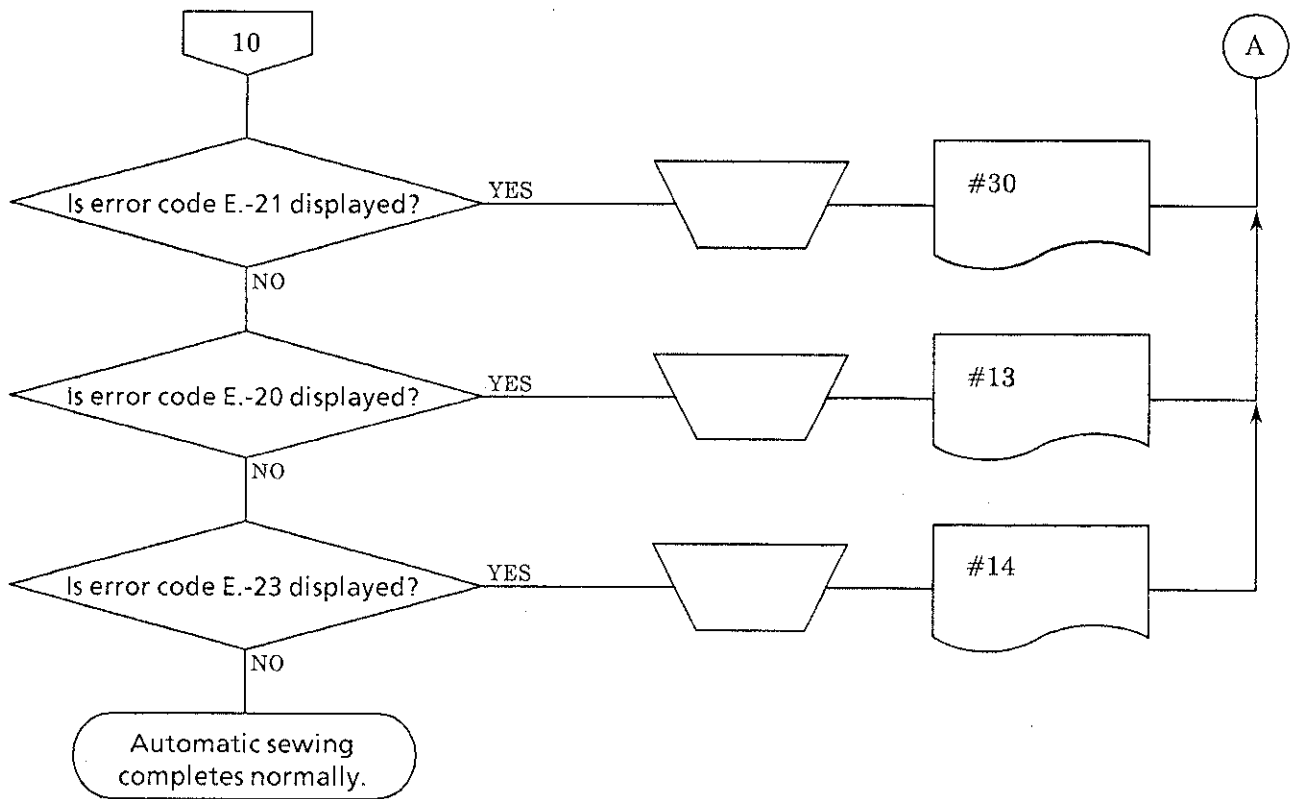 10
A
Is error code E.-21 displayed?
YES
#30
NO
Is error code E.-20 displayed?
YES
#13
NO
Is error code E.-23 displayed?
YES
#14
NO
Automatic sewing
completes normally.